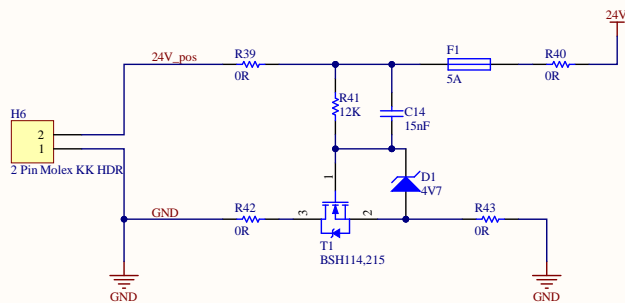 24V
24V_pos
R39
0R
F1
5A
R40
0R
H6
2
1
2 Pin Molex KK HDR
R41
12K
C14
15nF
1
D1
4V7
GND
R42
0R
3
2
R43
0R
T1
BSH114,215
GND
GND